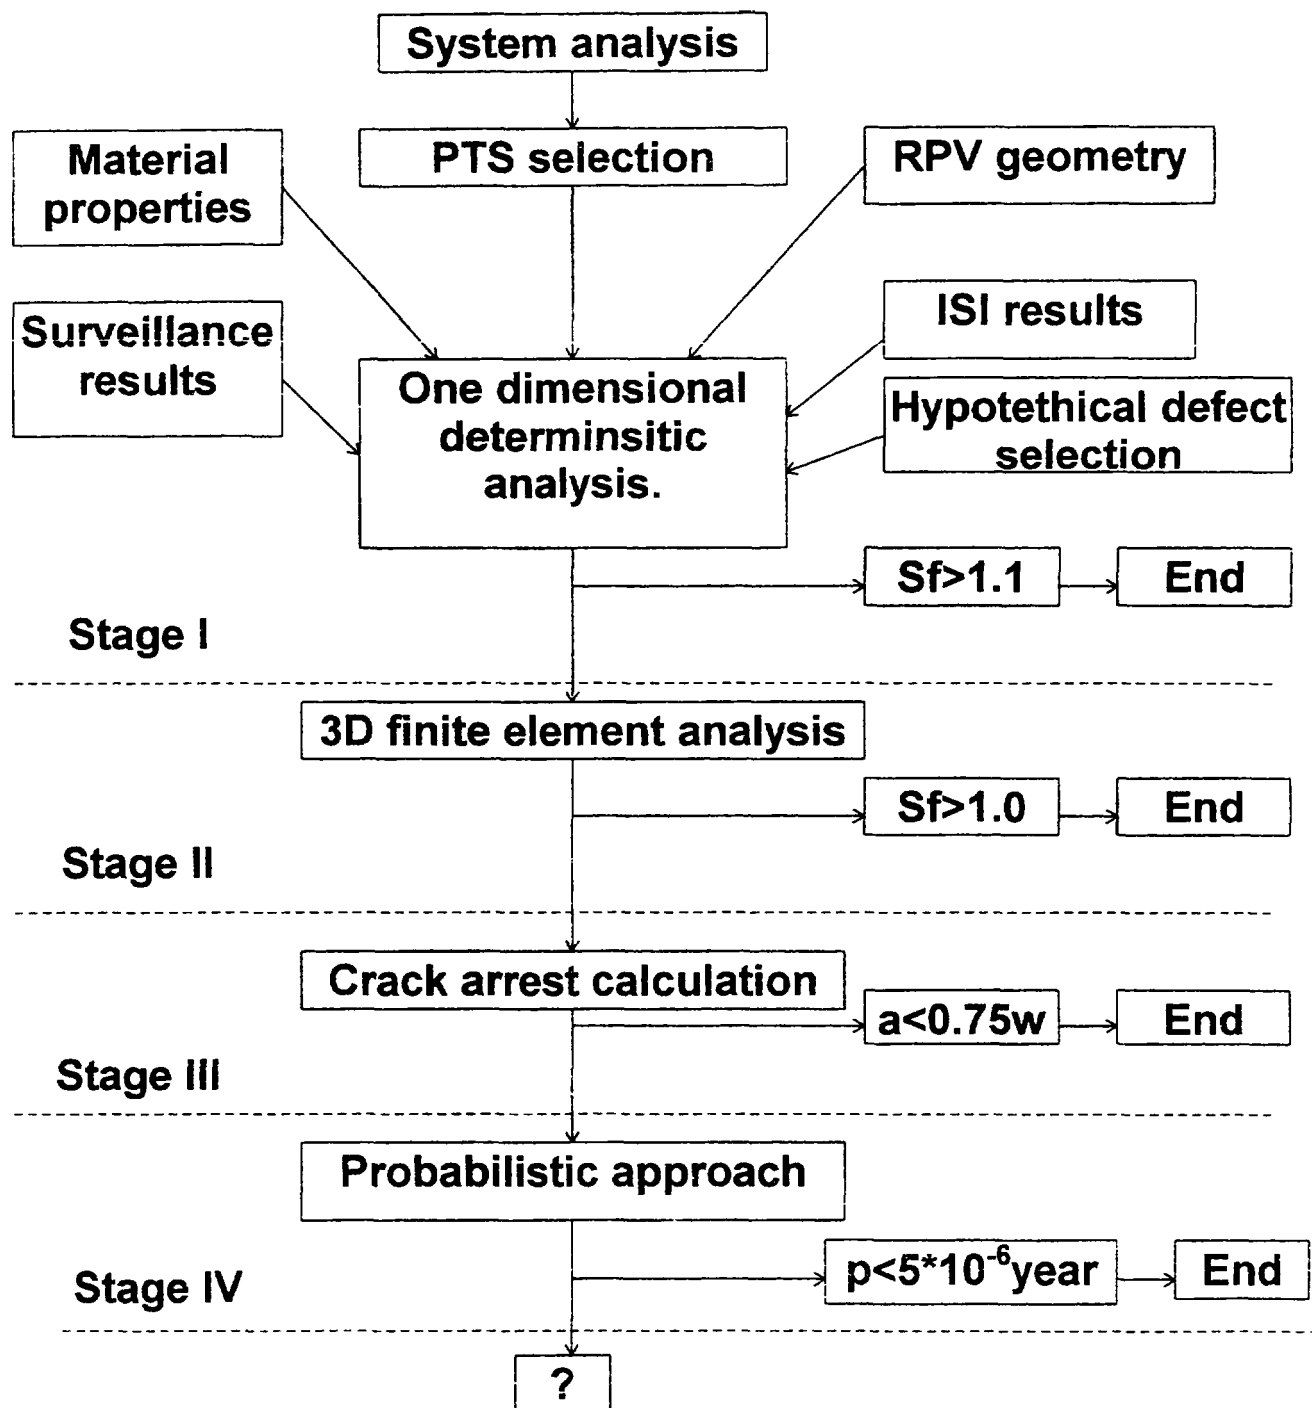 System analysis
PTS selection
Material
properties
RPV geometry
Surveillance
results
ISI results
One dimensional
determinsitic
analysis.
Hypotethical defect
selection
Sf>1.1
End
Stage I
3D finite element analysis
Sf>1.0
End
Stage II
Crack arrest calculation
a<0.75w
End
Stage III
Probabilistic approach
p<5*10⁻⁶year
End
Stage IV
?